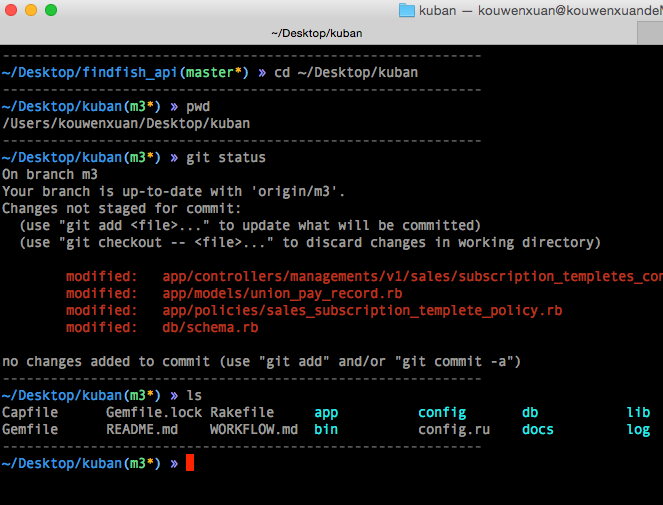 kuban — kouwenxuan@kouwenxuandeM
~/Desktop/kuban
------------------------------------------------------------
~/Desktop/findfish_api(master*) » cd ~/Desktop/kuban
------------------------------------------------------------
~/Desktop/kuban(m3*) » pwd
/Users/kouwenxuan/Desktop/kuban
------------------------------------------------------------
~/Desktop/kuban(m3*) » git status
On branch m3
Your branch is up-to-date with 'origin/m3'.
Changes not staged for commit:
  (use "git add <file>..." to update what will be committed)
  (use "git checkout -- <file>..." to discard changes in working directory)
        modified:   app/controllers/managements/v1/sales/subscription_templetes_con
        modified:   app/models/union_pay_record.rb
        modified:   app/policies/sales_subscription_templete_policy.rb
        modified:   db/schema.rb
no changes added to commit (use "git add" and/or "git commit -a")
------------------------------------------------------------
~/Desktop/kuban(m3*) » ls
Capfile      Gemfile.lock Rakefile     app          config       db          lib
Gemfile      README.md    WORKFLOW.md  bin          config.ru    docs        log
------------------------------------------------------------
~/Desktop/kuban(m3*) »